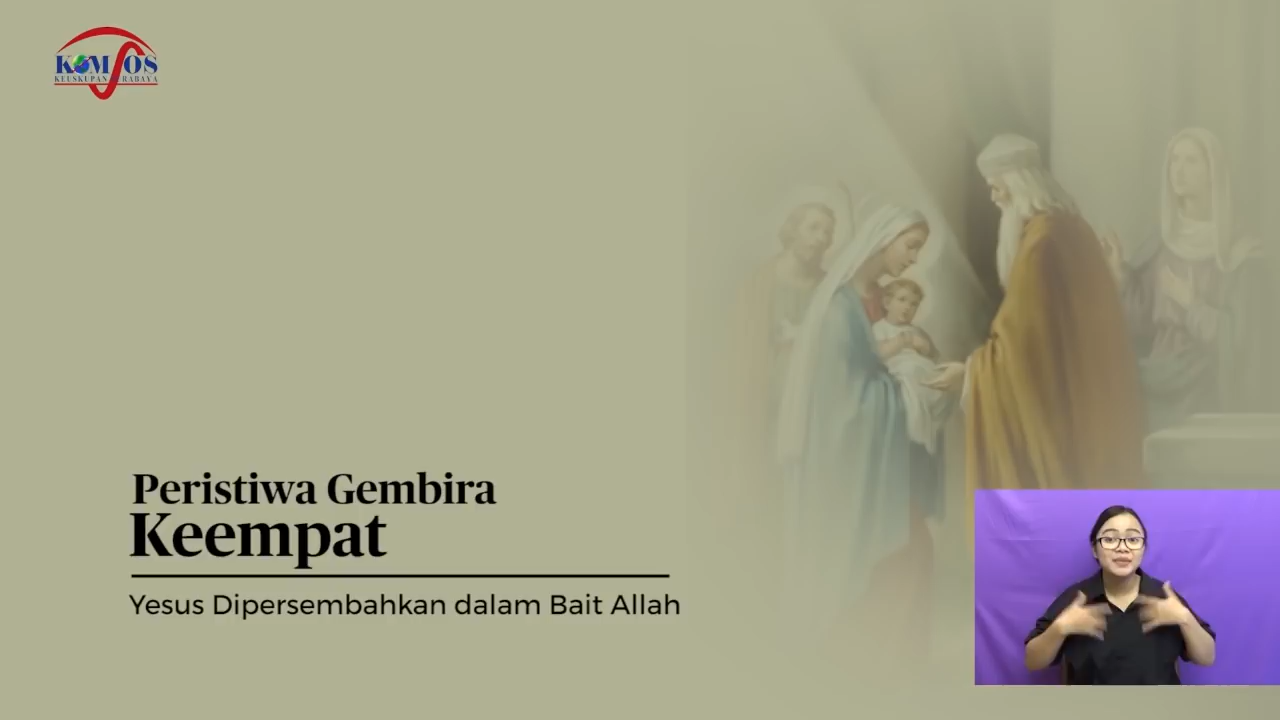 KOMSOS
KEUSKUPAN SURABAYA
Peristiwa Gembira
Keempat
Yesus Dipersembahkan dalam Bait Allah